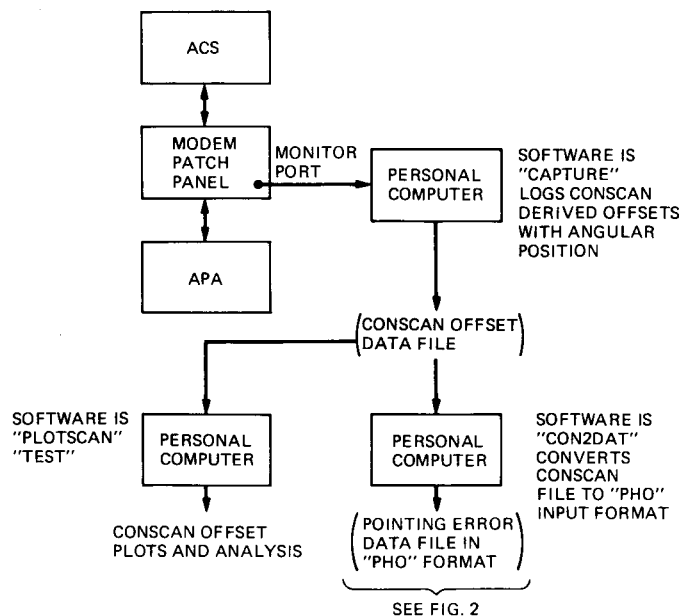 ACS
MODEM
PATCH
PANEL
MONITOR
PORT
PERSONAL
COMPUTER
SOFTWARE IS
"CAPTURE"
LOGS CONSCAN
DERIVED OFFSETS
WITH ANGULAR
POSITION
APA
(CONSCAN OFFSET
DATA FILE)
SOFTWARE IS
"PLOTSCAN"
"TEST"
PERSONAL
COMPUTER
PERSONAL
COMPUTER
SOFTWARE IS
"CON2DAT"
CONVERTS
CONSCAN
FILE TO "PHO"
INPUT FORMAT
CONSCAN OFFSET
PLOTS AND ANALYSIS
(POINTING ERROR
DATA FILE IN
"PHO" FORMAT)
SEE FIG. 2